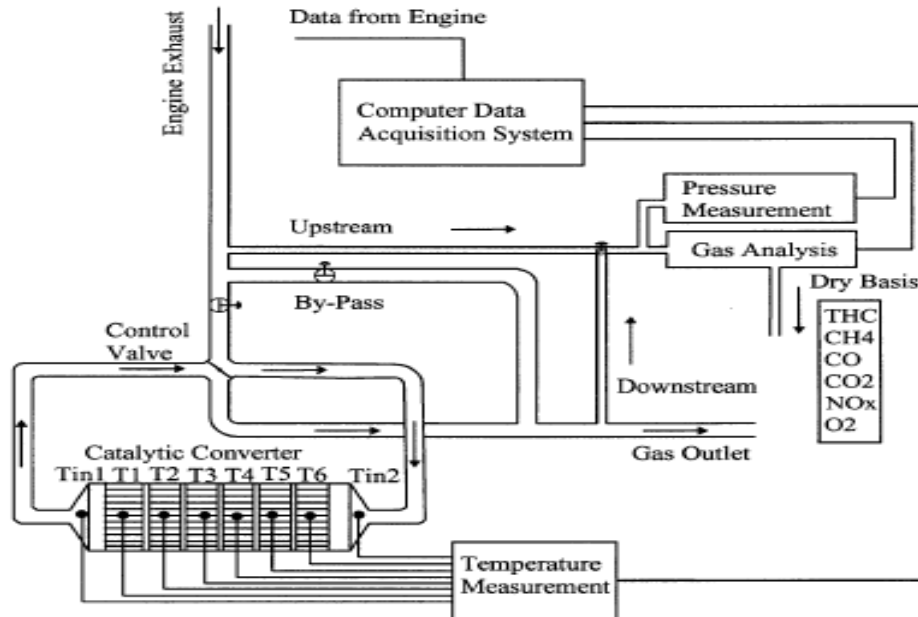 Data from Engine
Engine Exhaust
Computer Data
Acquisition System
Pressure
Measurement
Upstream
Gas Analysis
Dry Basis
By-Pass
THC
CH4
CO
CO2
NOx
O2
Control
Valve
Downstream
Gas Outlet
Catalytic Converter
Tin1 T1 T2 T3 T4 T5 T6 Tin2
Temperature
Measurement